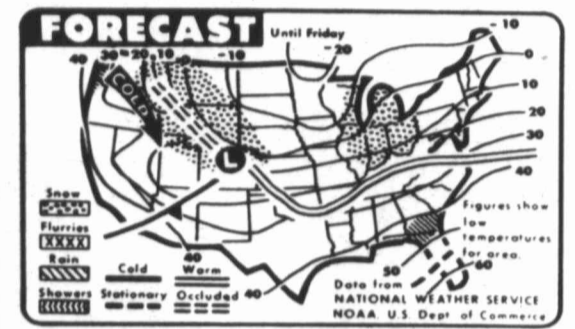 FORECAST
Until Friday
40 30 20 10 0 -10 -20 -10
0
10
20
30
40
COLD
L
Snow
Flurries
Rain
Showers
Cold Warm
Stationary Occluded
40
40
50
60
Figures show
low
temperatures
for area.
Data from
NATIONAL WEATHER SERVICE
NOAA, U.S. Dept of Commerce